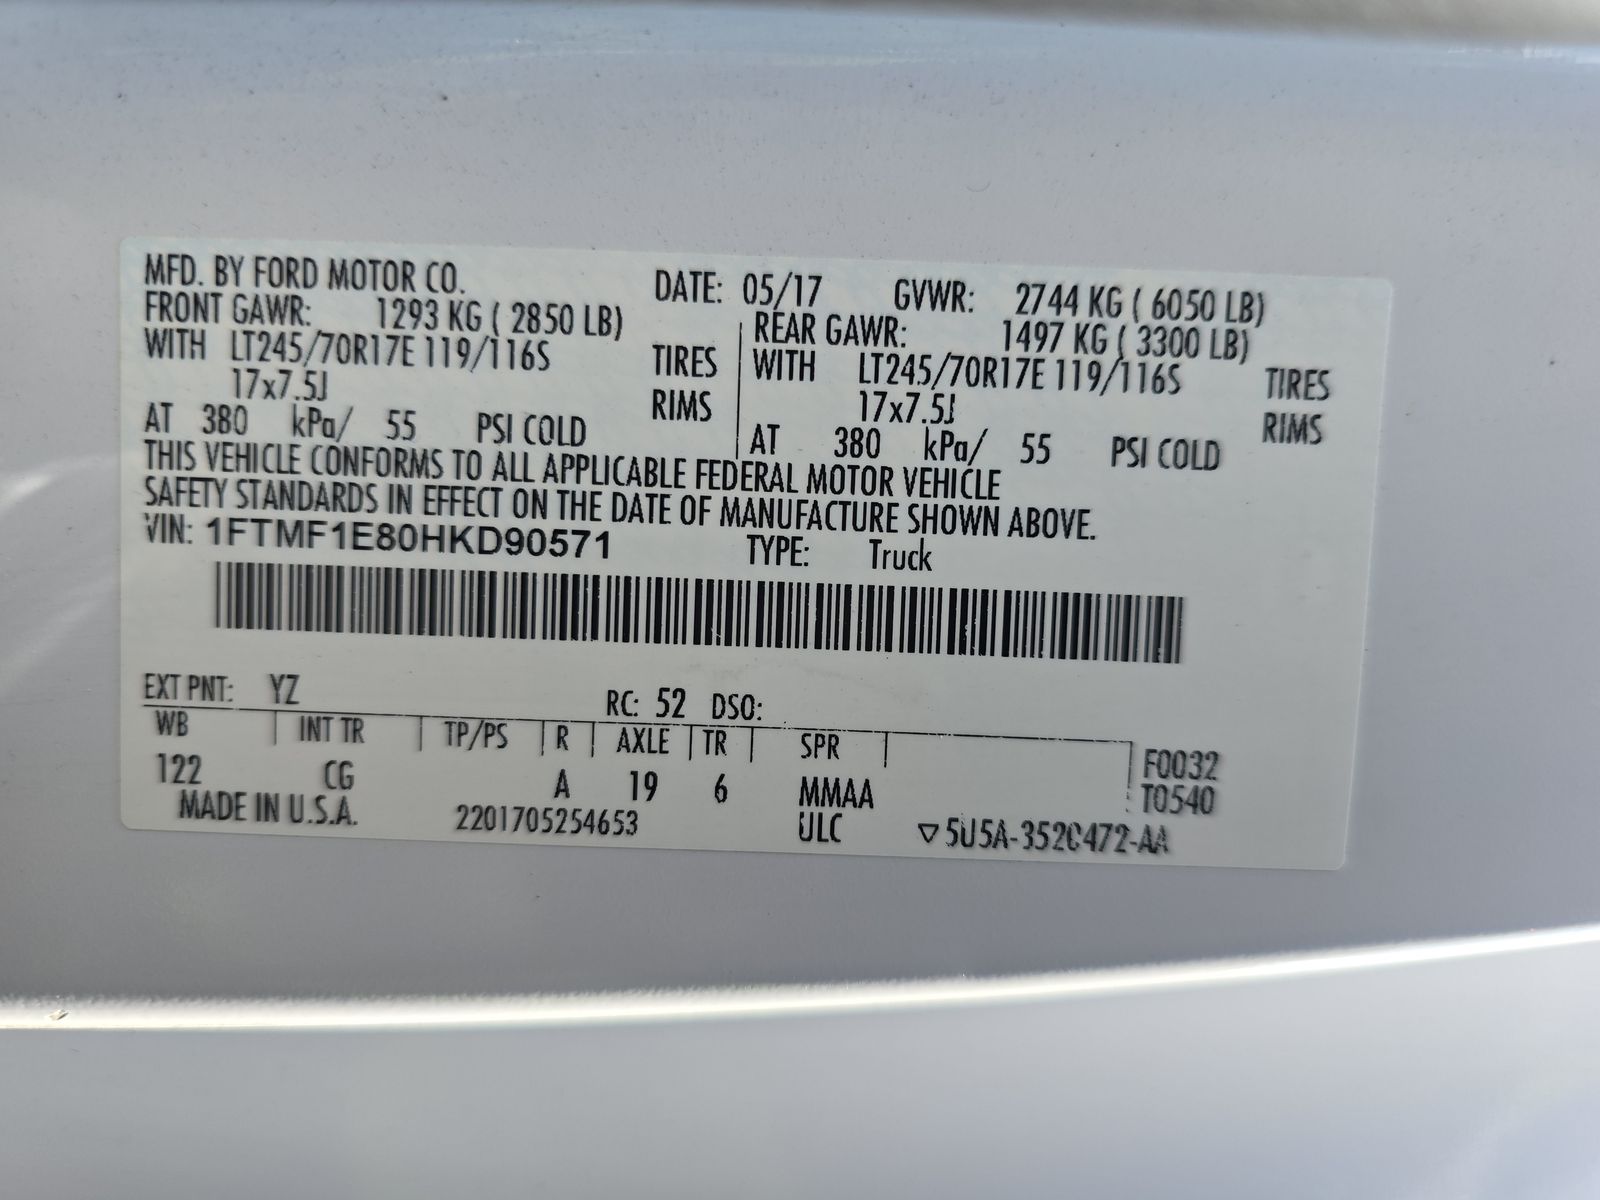 MFD. BY FORD MOTOR CO. DATE: 05/17 GVWR: 2744 KG ( 6050 LB)
FRONT GAWR: 1293 KG ( 2850 LB) REAR GAWR: 1497 KG ( 3300 LB)
WITH LT245/70R17E 119/116S TIRES WITH LT245/70R17E 119/116S TIRES
17x7.5J RIMS 17x7.5J RIMS
AT 380 kPa/ 55 PSI COLD AT 380 kPa/ 55 PSI COLD
THIS VEHICLE CONFORMS TO ALL APPLICABLE FEDERAL MOTOR VEHICLE
SAFETY STANDARDS IN EFFECT ON THE DATE OF MANUFACTURE SHOWN ABOVE.
VIN: 1FTMF1E80HKD90571 TYPE: Truck
EXT PNT: YZ RC: 52 DSO:
WB INT TR TP/PS R AXLE TR SPR F0032
122 CG A 19 6 MMAA T0540
MADE IN U.S.A. 2201705254653 ULC ▽5U5A-3520472-AA